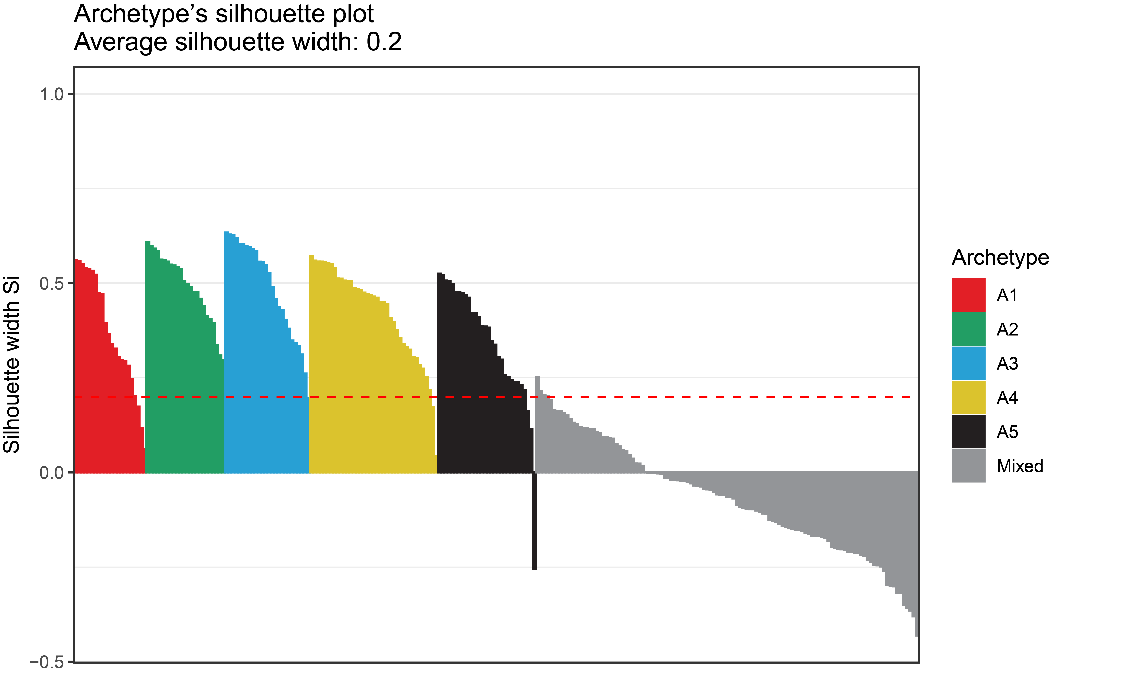 Archetype’s silhouette plot
Average silhouette width: 0.2
1.0
0.5
0.0
−0.5
Silhouette width Si
Archetype
A1
A2
A3
A4
A5
Mixed